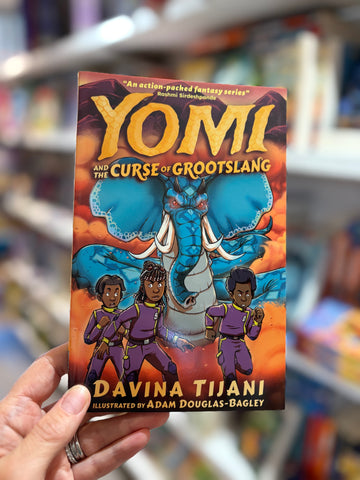 "An action-packed fantasy series"
Rashmi Sirdeshpande
YOMI
AND THE CURSE OF GROOTSLANG
DAVINA TIJANI
ILLUSTRATED BY ADAM DOUGLAS-BAGLEY